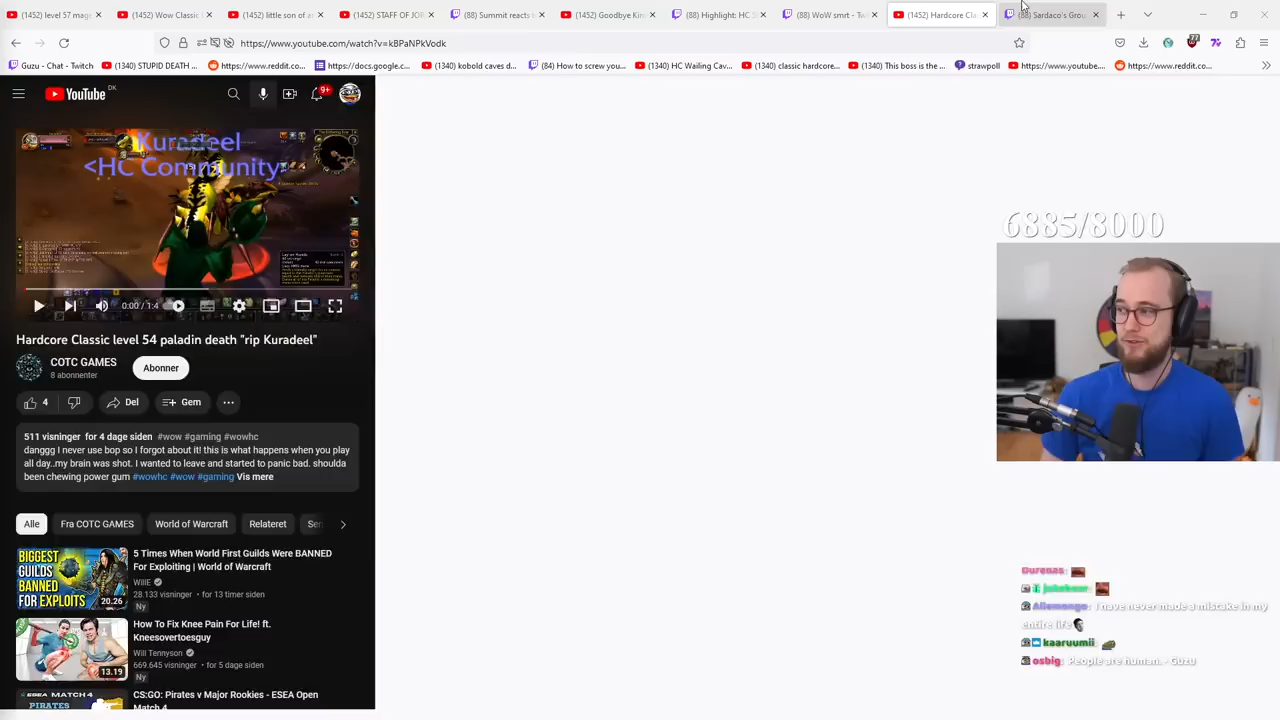 (1452) level 57 mage
(1452) Wow Classic
(1452) little son of ar
(1452) STAFF OF JOR
(88) Summit reacts t
(1452) Goodbye Kin
(88) Highlight: HC S
(88) WoW smrt - Twi
(1452) Hardcore Cla
(88) Sardaco's Grou
https://www.youtube.com/watch?v=kBPaNPkVodk
77
Guzu - Chat - Twitch
(1340) STUPID DEATH ...
https://www.reddit.co...
https://docs.google.c...
(1340) kobold caves d...
(84) How to screw you...
(1340) HC Wailing Cav...
(1340) classic hardcore...
(1340) This boss is the ...
strawpoll
https://www.youtube....
https://www.reddit.co...
YouTube DK
9+
Kuradeel
<HC Community
0:00 / 1:4
Hardcore Classic level 54 paladin death "rip Kuradeel"
COTC GAMES
8 abonnenter
Abonner
4
Del
Gem
511 visninger for 4 dage siden #wow #gaming #wowhc
danggg I never use bop so I forgot about it! this is what happens when you play
all day..my brain was shot. I wanted to leave and started to panic bad. shoulda
been chewing power gum #wowhc #wow #gaming Vis mere
Alle
Fra COTC GAMES
World of Warcraft
Relateret
Ser
BIGGEST
GUILDS
BANNED
FOR EXPLOITS
20.26
5 Times When World First Guilds Were BANNED
For Exploiting | World of Warcraft
WillE
28.133 visninger • for 13 timer siden
Ny
13.19
How To Fix Knee Pain For Life! ft.
Kneesovertoesguy
Will Tennyson
669.645 visninger • for 5 dage siden
Ny
ESEA MATCH 4
PIRATES
CS:GO: Pirates v Major Rookies - ESEA Open
Match 4
6885/8000
Durenas:
Allemongo: I have never made a mistake in my
entire life
kaaruumii:
osbig: People are human. - Guzu